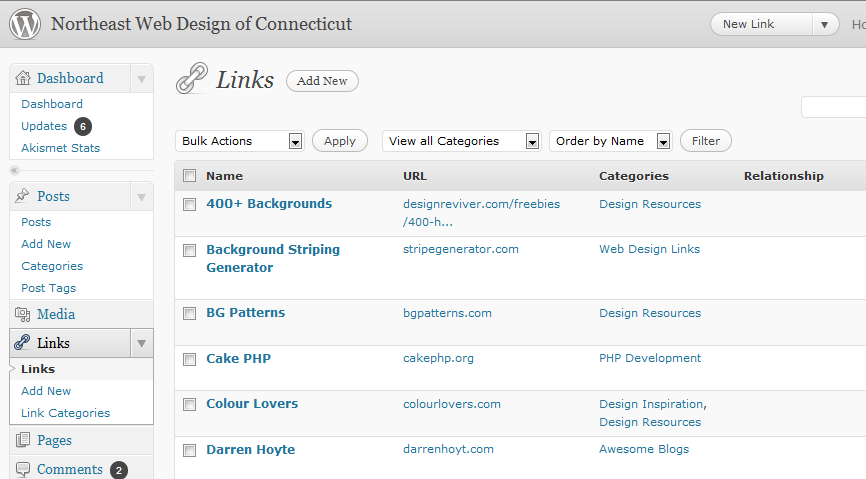 Northeast Web Design of Connecticut
New Link
Dashboard
Dashboard
Updates 6
Akismet Stats
Posts
Posts
Add New
Categories
Post Tags
Media
Links
Links
Add New
Link Categories
Pages
Comments 2
Links Add New
Bulk Actions Apply View all Categories Order by Name Filter
Name URL Categories Relationship
400+ Backgrounds designreviver.com/freebies Design Resources
/400-h...
Background Striping stripegenerator.com Web Design Links
Generator
BG Patterns bgpatterns.com Design Resources
Cake PHP cakephp.org PHP Development
Colour Lovers colourlovers.com Design Inspiration,
Design Resources
Darren Hoyte darrenhoyt.com Awesome Blogs